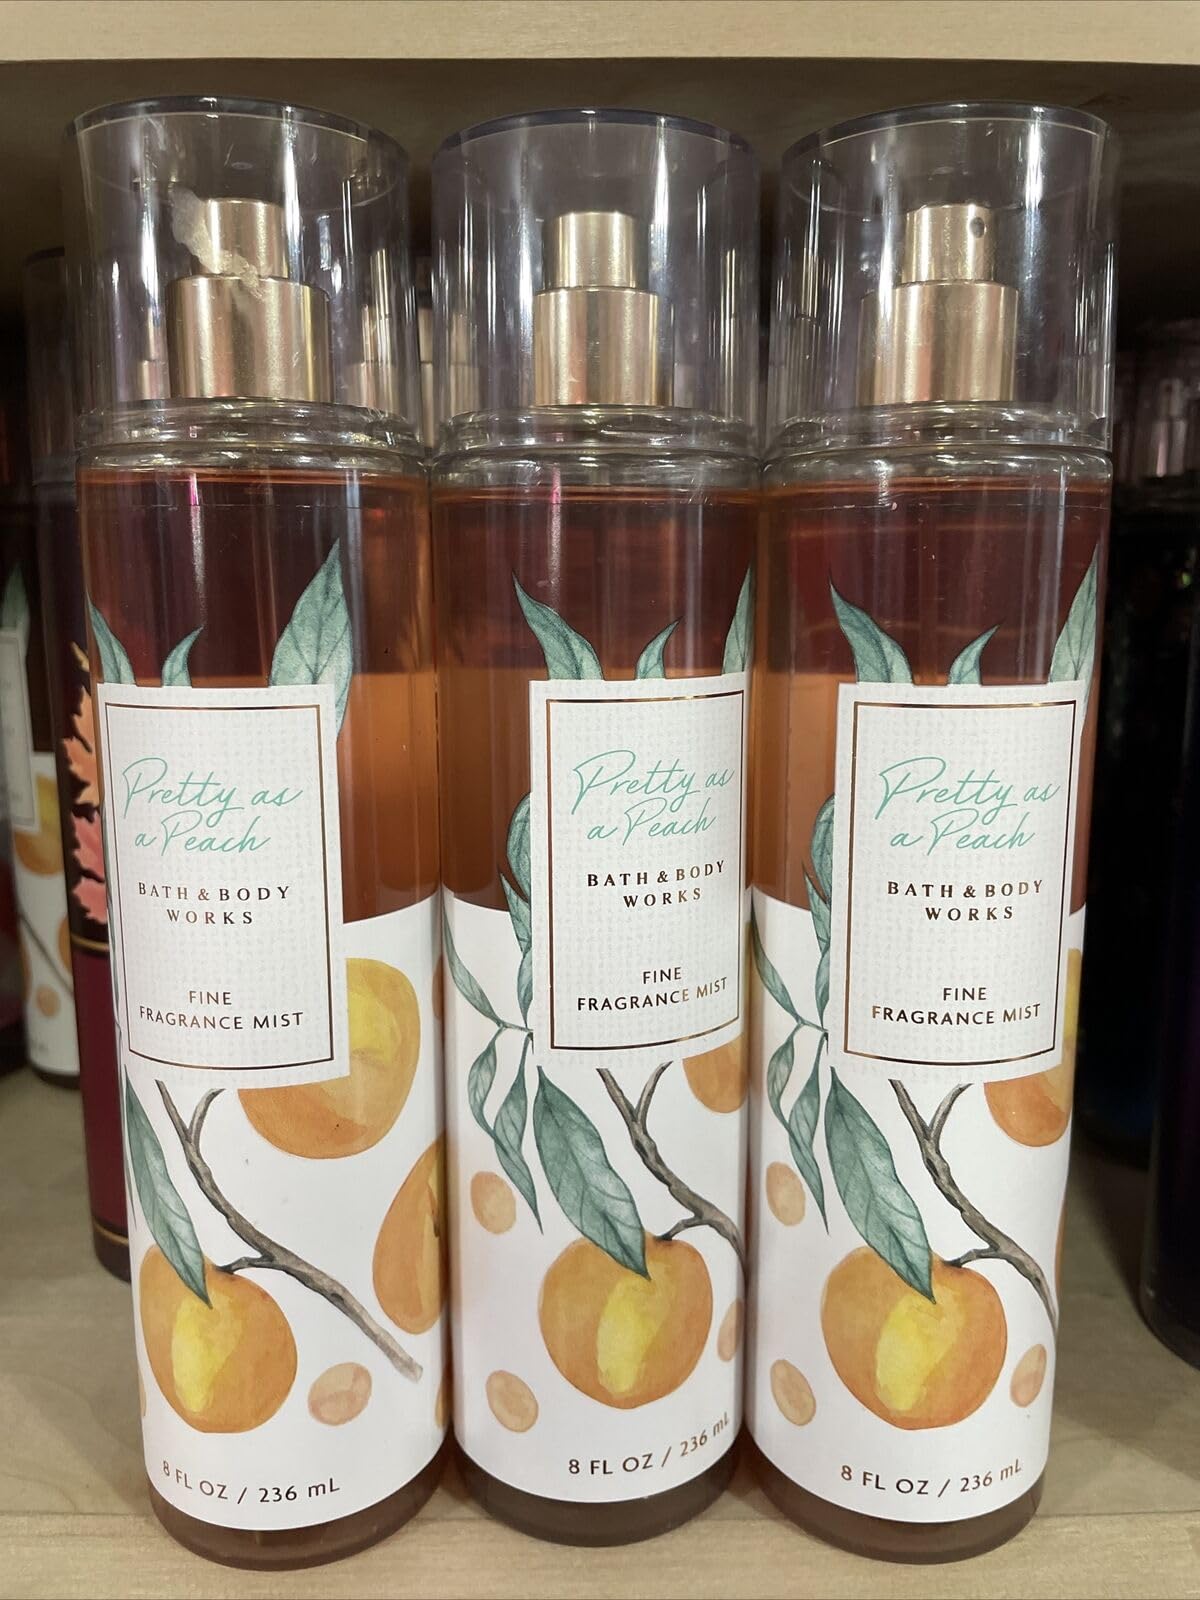 Pretty as
a Peach
BATH & BODY
WORKS
FINE
FRAGRANCE MIST
8 FL OZ / 236 mL
Pretty as
a Peach
BATH & BODY
WORKS
FINE
FRAGRANCE MIST
8 FL OZ / 236 mL
Pretty as
a Peach
BATH & BODY
WORKS
FINE
FRAGRANCE MIST
8 FL OZ / 236 mL